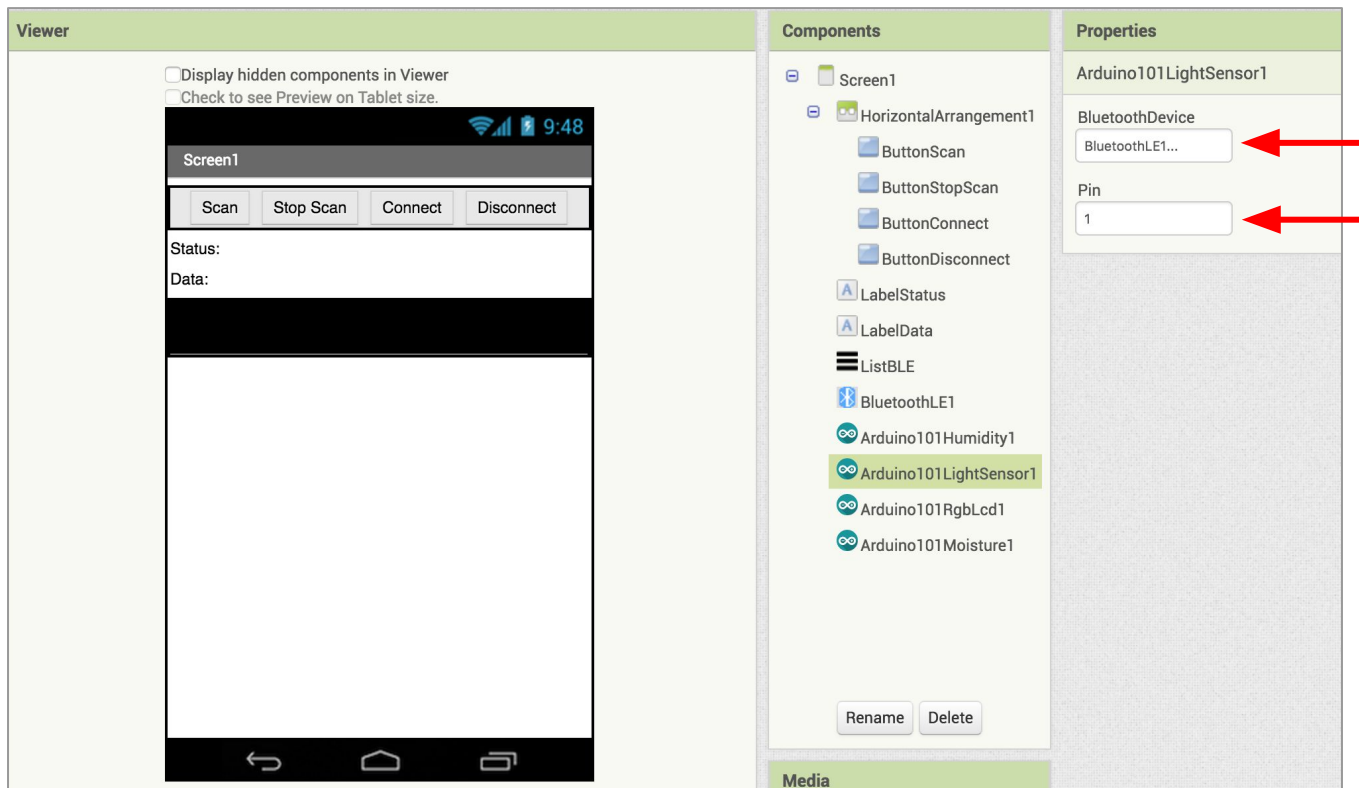 Viewer
Display hidden components in Viewer
Check to see Preview on Tablet size.
9:48
Screen1
Scan Stop Scan Connect Disconnect
Status:
Data:
Components
Screen1
HorizontalArrangement1
ButtonScan
ButtonStopScan
ButtonConnect
ButtonDisconnect
A LabelStatus
A LabelData
ListBLE
BluetoothLE1
Arduino101Humidity1
Arduino101LightSensor1
Arduino101RgbLcd1
Arduino101Moisture1
Rename Delete
Media
Properties
Arduino101LightSensor1
BluetoothDevice
BluetoothLE1...
Pin
1